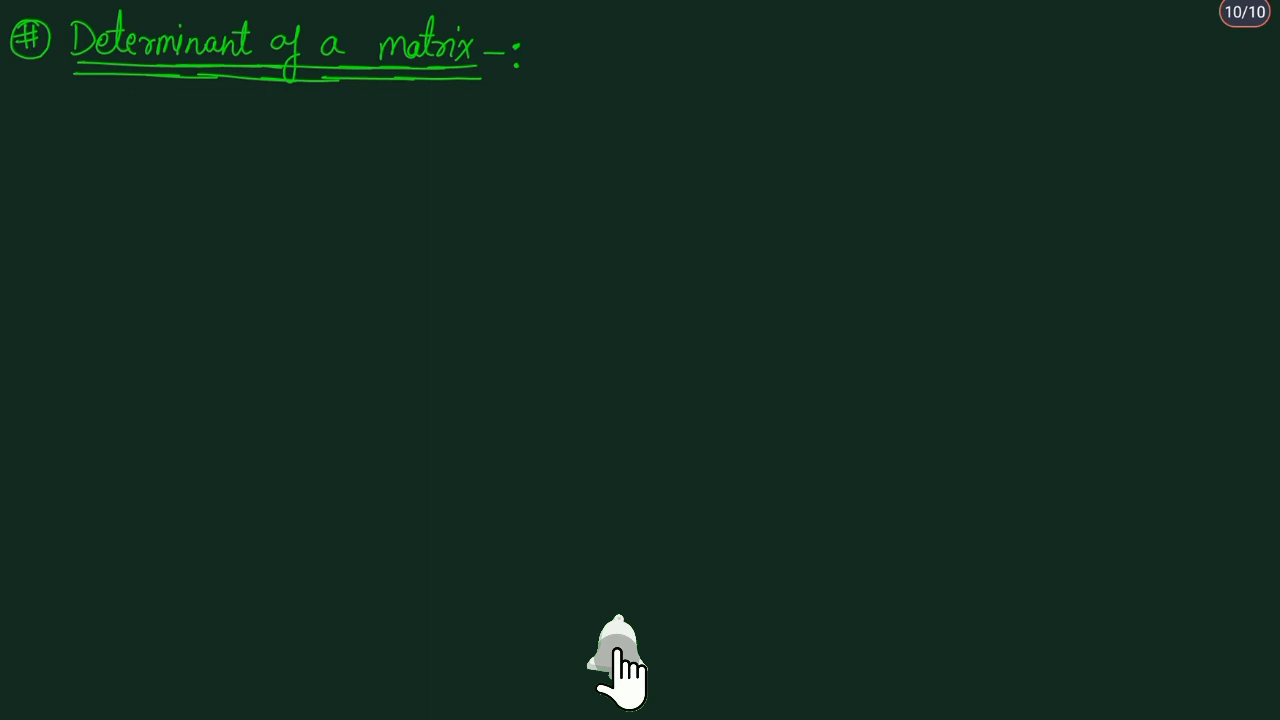 10/10
# Determinant of a matrix -: